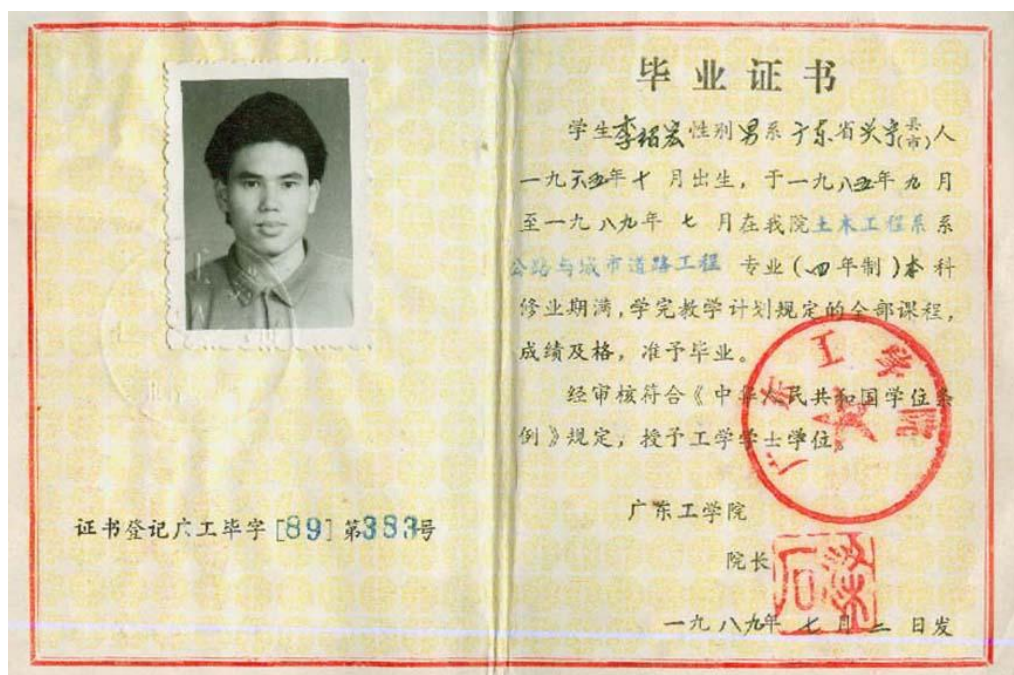 证书登记广工毕字[89]第383号
毕业证书
学生李绍宏性别男系广东省兴宁县(市)人
一九六五年十月出生，于一九八五年九月
至一九八九年七月在我院土木工程系系
公路与城市道路工程 专业(四年制)本科
修业期满，学完教学计划规定的全部课程，
成绩及格，准予毕业。
经审核符合《中华人民共和国学位条
例》规定，授予工学学士学位。
广东工学院
广东工学院
院长
一九八九年七月二日发